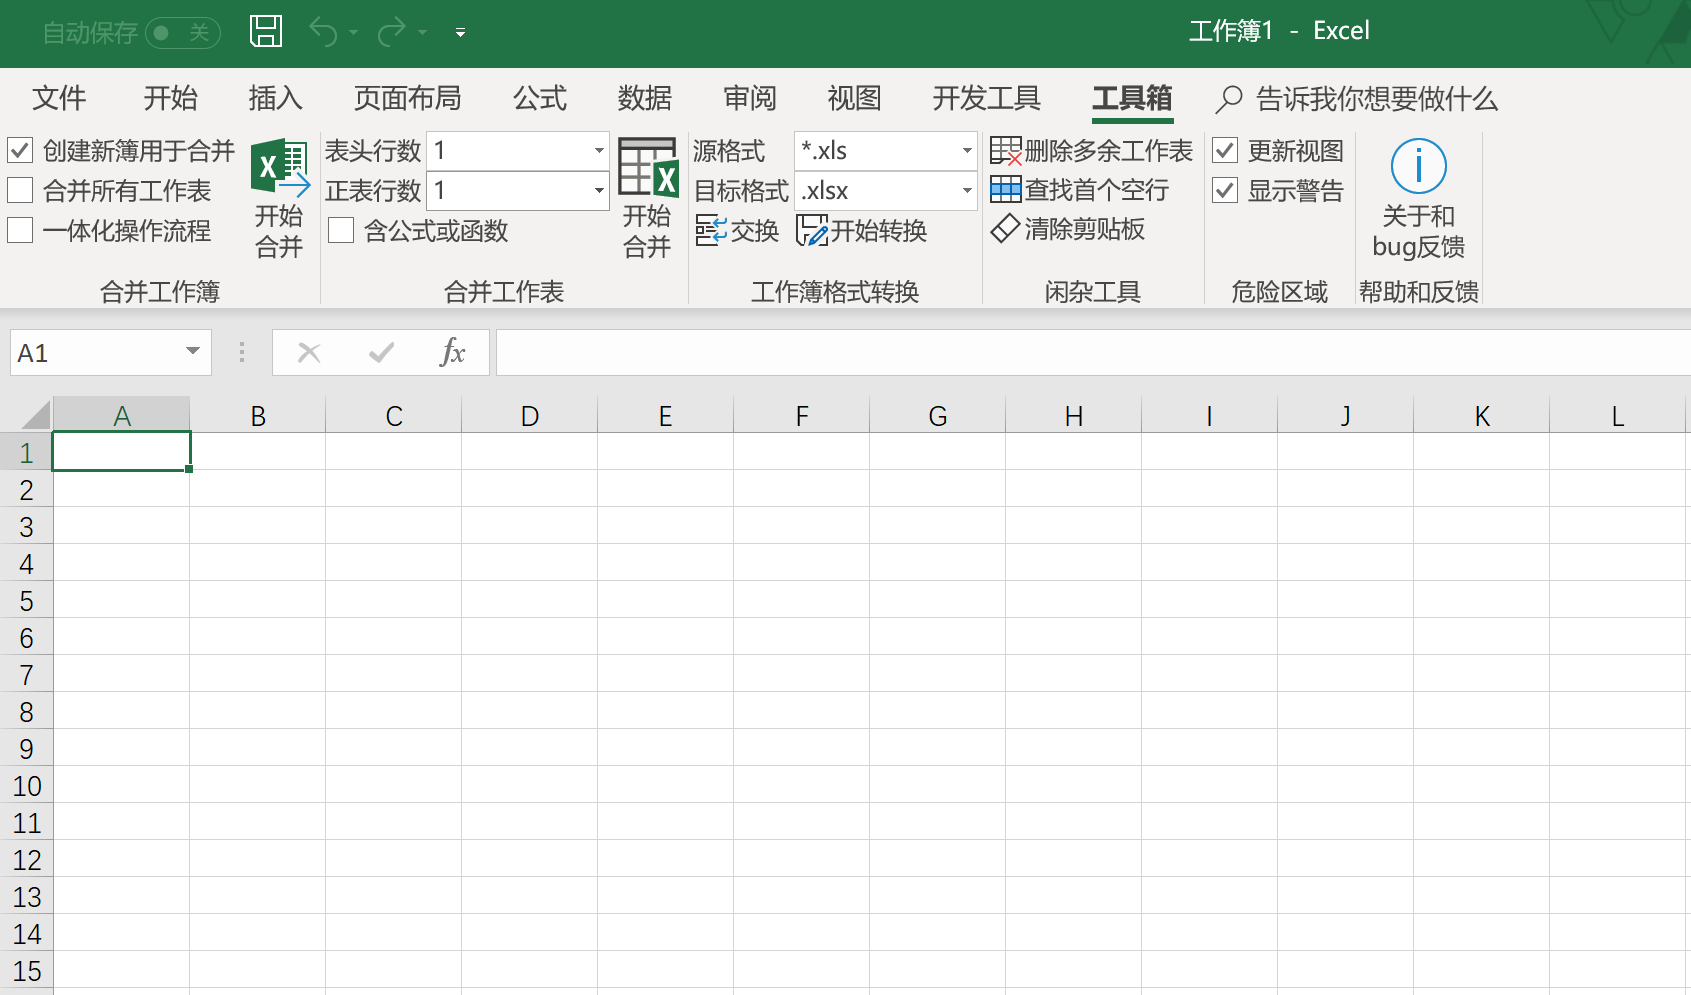 自动保存 关 工作簿1 - Excel
文件 开始 插入 页面布局 公式 数据 审阅 视图 开发工具 工具箱 告诉我你想要做什么
创建新簿用于合并
合并所有工作表
一体化操作流程
开始
合并
合并工作簿
表头行数 1
正表行数 1
含公式或函数
开始
合并
合并工作表
源格式 *.xls
目标格式 .xlsx
交换 开始转换
工作簿格式转换
删除多余工作表
查找首个空行
清除剪贴板
闲杂工具
更新视图
显示警告
危险区域
关于和
bug反馈
帮助和反馈
A1 fx
A B C D E F G H I J K L
1
2
3
4
5
6
7
8
9
10
11
12
13
14
15